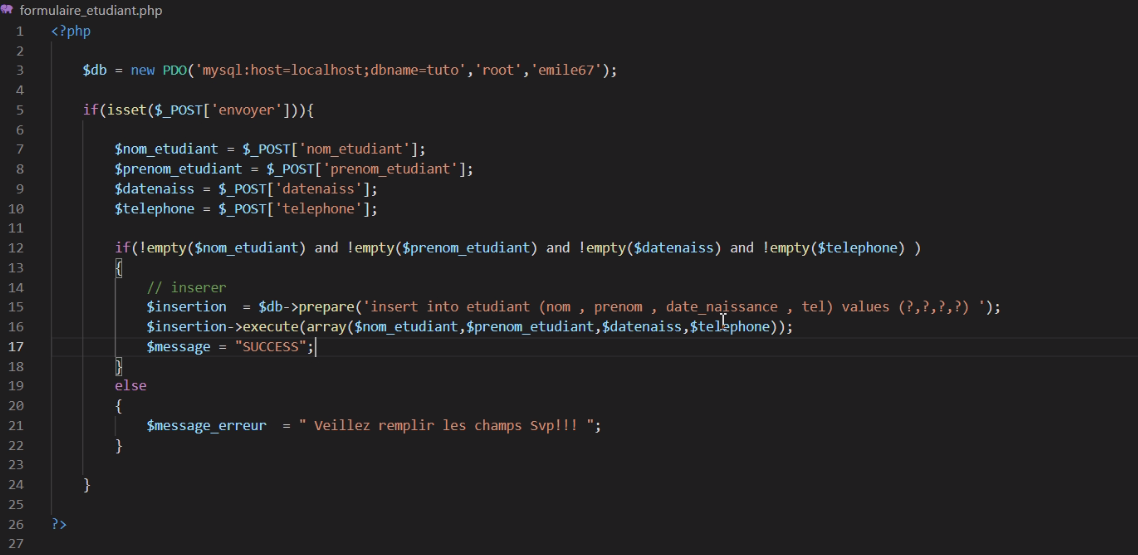 formulaire_etudiant.php
1 <?php
2
3 $db = new PDO('mysql:host=localhost;dbname=tuto','root','emile67');
4
5 if(isset($_POST['envoyer'])){
6
7 $nom_etudiant = $_POST['nom_etudiant'];
8 $prenom_etudiant = $_POST['prenom_etudiant'];
9 $datenaiss = $_POST['datenaiss'];
10 $telephone = $_POST['telephone'];
11
12 if(!empty($nom_etudiant) and !empty($prenom_etudiant) and !empty($datenaiss) and !empty($telephone) )
13 {
14 // inserer
15 $insertion = $db->prepare('insert into etudiant (nom , prenom , date_naissance , tel) values (?,?,?,?) ');
16 $insertion->execute(array($nom_etudiant,$prenom_etudiant,$datenaiss,$telephone));
17 $message = "SUCCESS";
18 }
19 else
20 {
21 $message_erreur = " Veillez remplir les champs Svp!!! ";
22 }
23
24 }
25
26 ?>
27